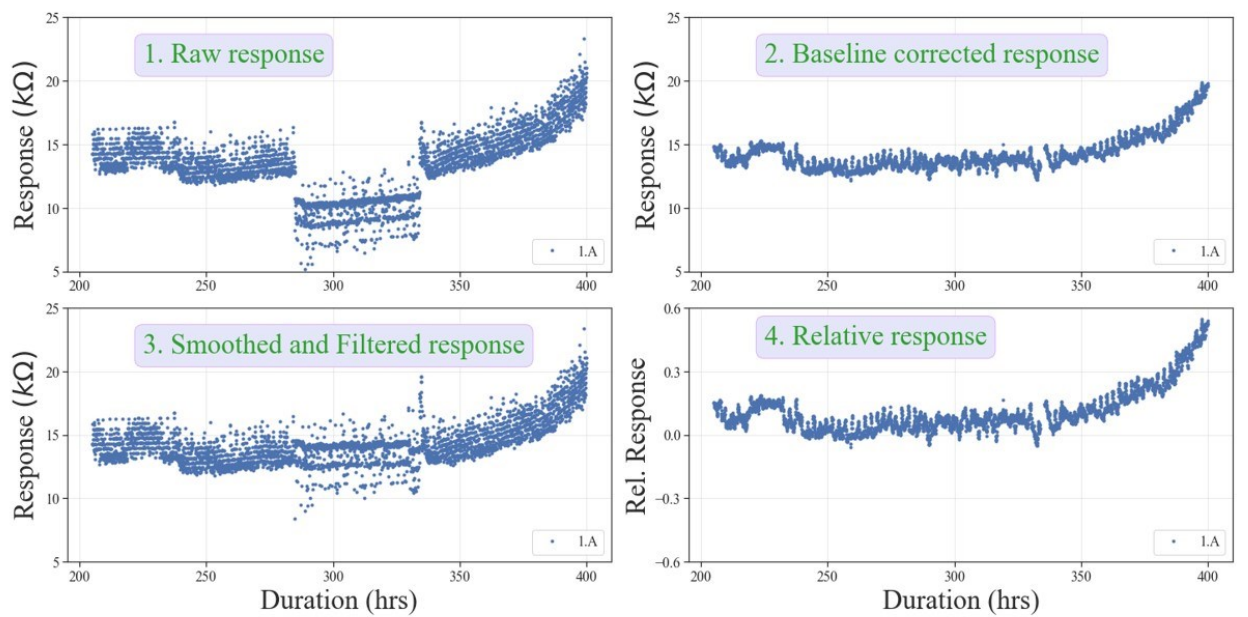 25
20
15
10
5
Response (kΩ)
1. Raw response
1.A
200
250
300
350
400
25
20
15
10
5
Response (kΩ)
2. Baseline corrected response
1.A
200
250
300
350
400
25
20
15
10
5
Response (kΩ)
3. Smoothed and Filtered response
1.A
200
250
300
350
400
Duration (hrs)
0.6
0.3
0.0
−0.3
−0.6
Rel. Response
4. Relative response
1.A
200
250
300
350
400
Duration (hrs)